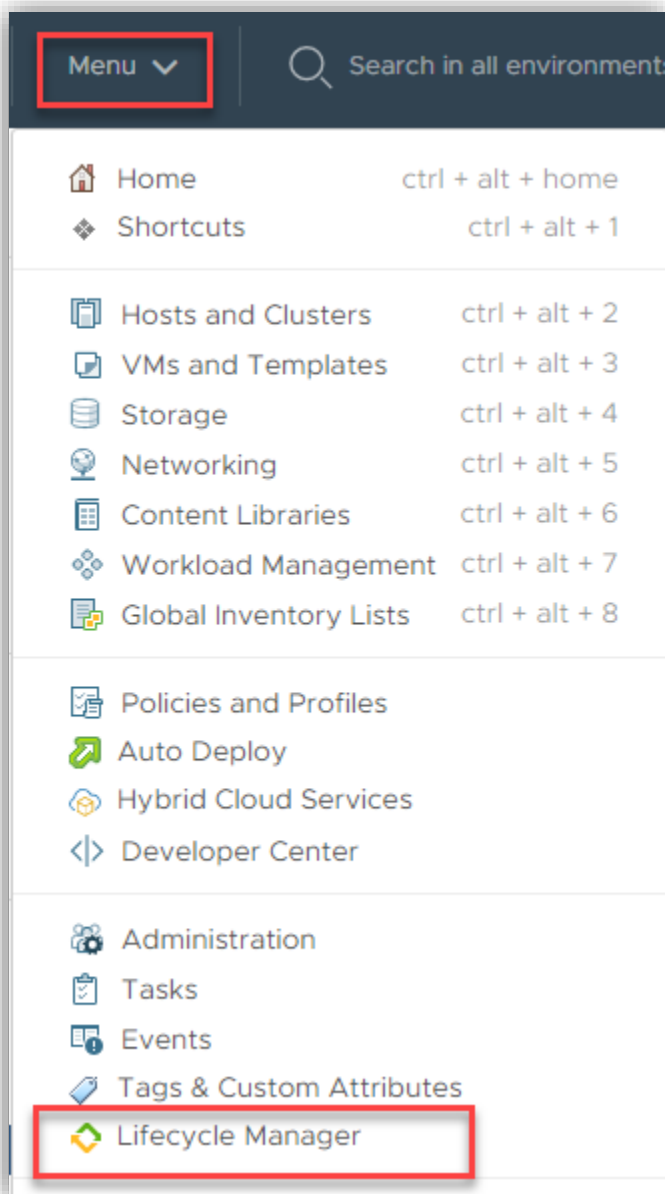 Menu Search in all environments
Home ctrl + alt + home
Shortcuts ctrl + alt + 1
Hosts and Clusters ctrl + alt + 2
VMs and Templates ctrl + alt + 3
Storage ctrl + alt + 4
Networking ctrl + alt + 5
Content Libraries ctrl + alt + 6
Workload Management ctrl + alt + 7
Global Inventory Lists ctrl + alt + 8
Policies and Profiles
Auto Deploy
Hybrid Cloud Services
Developer Center
Administration
Tasks
Events
Tags & Custom Attributes
Lifecycle Manager